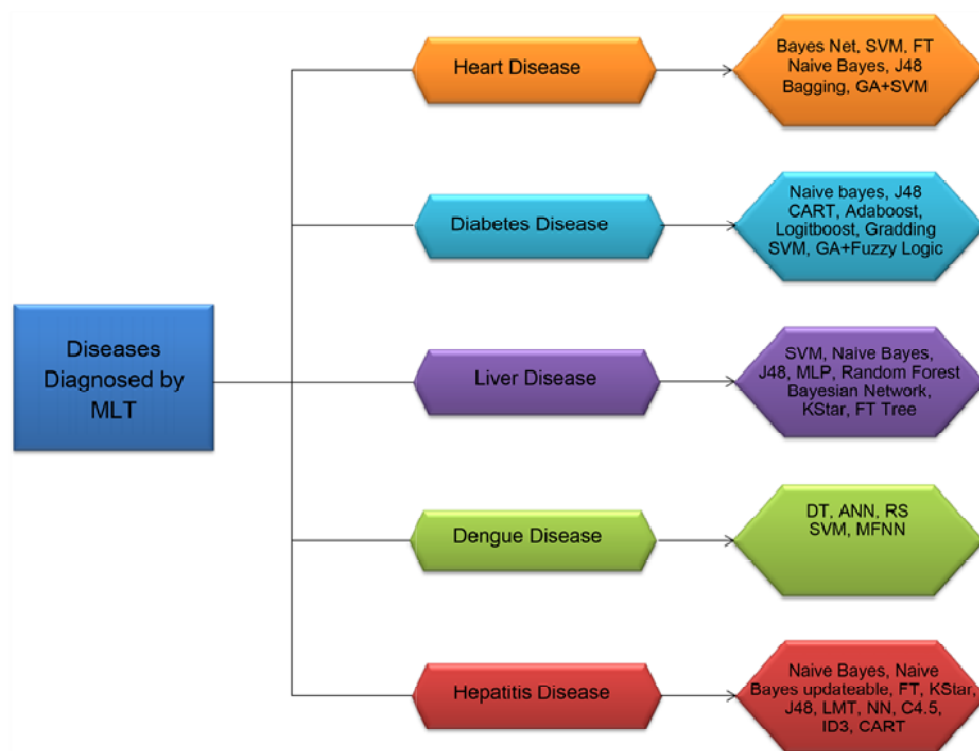 Diseases
Diagnosed by
MLT
Heart Disease
Bayes Net, SVM, FT
Naive Bayes, J48
Bagging, GA+SVM
Diabetes Disease
Naive bayes, J48
CART, Adaboost,
Logitboost, Gradding
SVM, GA+Fuzzy Logic
Liver Disease
SVM, Naive Bayes,
J48, MLP, Random Forest
Bayesian Network,
KStar, FT Tree
Dengue Disease
DT, ANN, RS
SVM, MFNN
Hepatitis Disease
Naive Bayes, Naive
Bayes updateable, FT, KStar,
J48, LMT, NN, C4.5,
ID3, CART